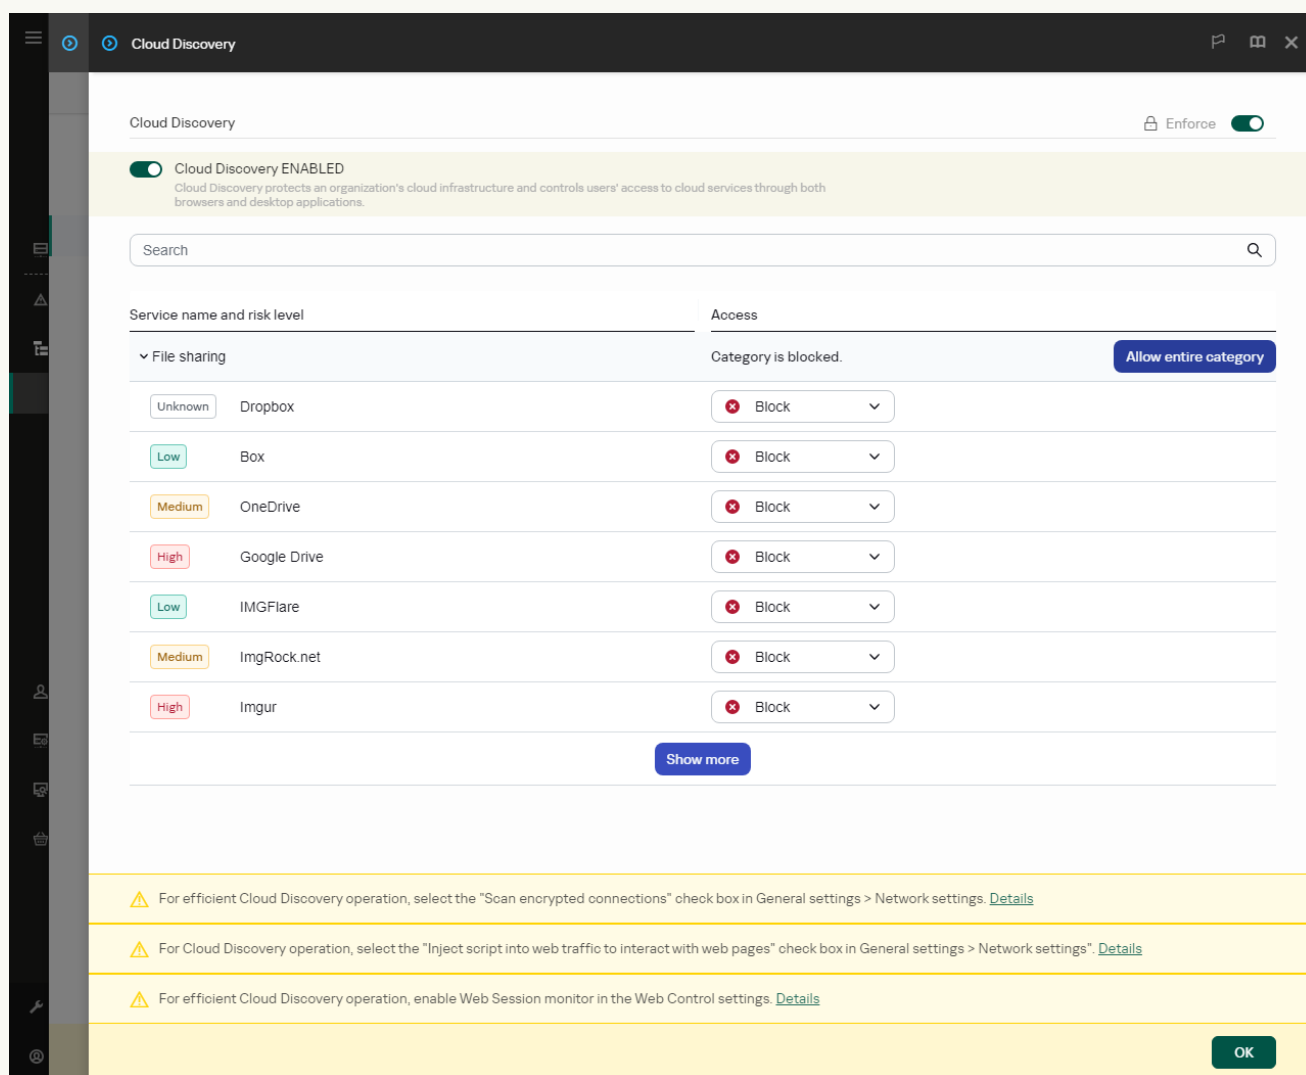 Cloud Discovery
Cloud Discovery
Enforce
Cloud Discovery ENABLED
Cloud Discovery protects an organization's cloud infrastructure and controls users' access to cloud services through both
browsers and desktop applications.
Search
Service name and risk level
Access
File sharing
Category is blocked.
Allow entire category
Unknown
Dropbox
Block
Low
Box
Block
Medium
OneDrive
Block
High
Google Drive
Block
Low
IMGFlare
Block
Medium
ImgRock.net
Block
High
Imgur
Block
Show more
For efficient Cloud Discovery operation, select the "Scan encrypted connections" check box in General settings > Network settings. Details
For Cloud Discovery operation, select the "Inject script into web traffic to interact with web pages" check box in General settings > Network settings". Details
For efficient Cloud Discovery operation, enable Web Session monitor in the Web Control settings. Details
OK